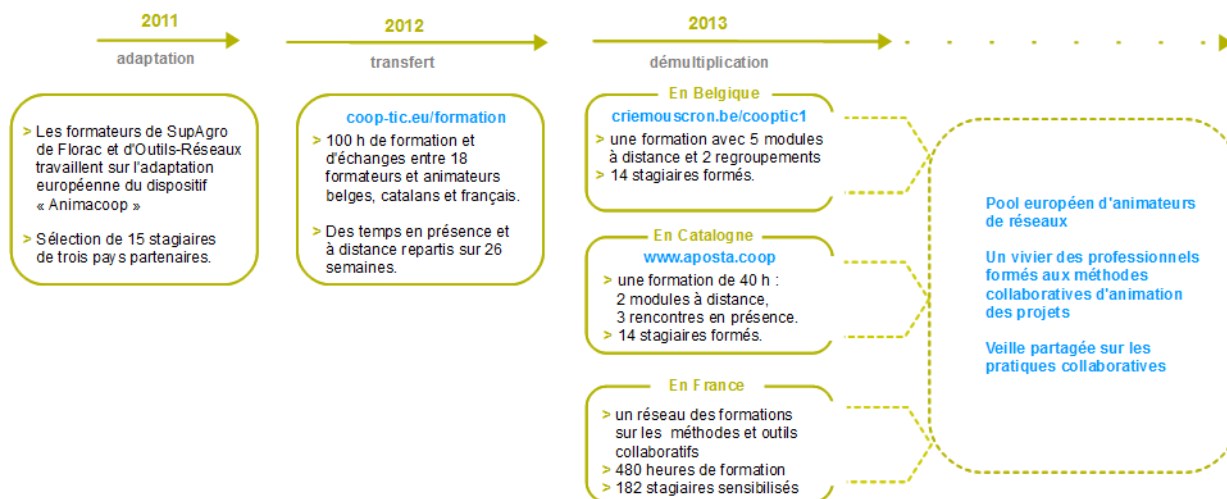 2011
adaptation
> Les formateurs de SupAgro
de Florac et d'Outils-Réseaux
travaillent sur l'adaptation
européenne du dispositif
« Animacoop »
> Sélection de 15 stagiaires
de trois pays partenaires.
2012
transfert
coop-tic.eu/formation
> 100 h de formation et
d'échanges entre 18
formateurs et animateurs
belges, catalans et français.
> Des temps en présence et
à distance repartis sur 26
semaines.
2013
démultiplication
En Belgique
criemouscron.be/cooptic1
> une formation avec 5 modules
à distance et 2 regroupements
> 14 stagiaires formés.
En Catalogne
www.aposta.coop
> une formation de 40 h :
2 modules à distance,
3 rencontres en présence.
> 14 stagiaires formés.
En France
> un réseau des formations
sur les méthodes et outils
collaboratifs
> 480 heures de formation
> 182 stagiaires sensibilisés
Pool européen d'animateurs
de réseaux
Un vivier des professionnels
formés aux méthodes
collaboratives d'animation
des projets
Veille partagée sur les
pratiques collaboratives